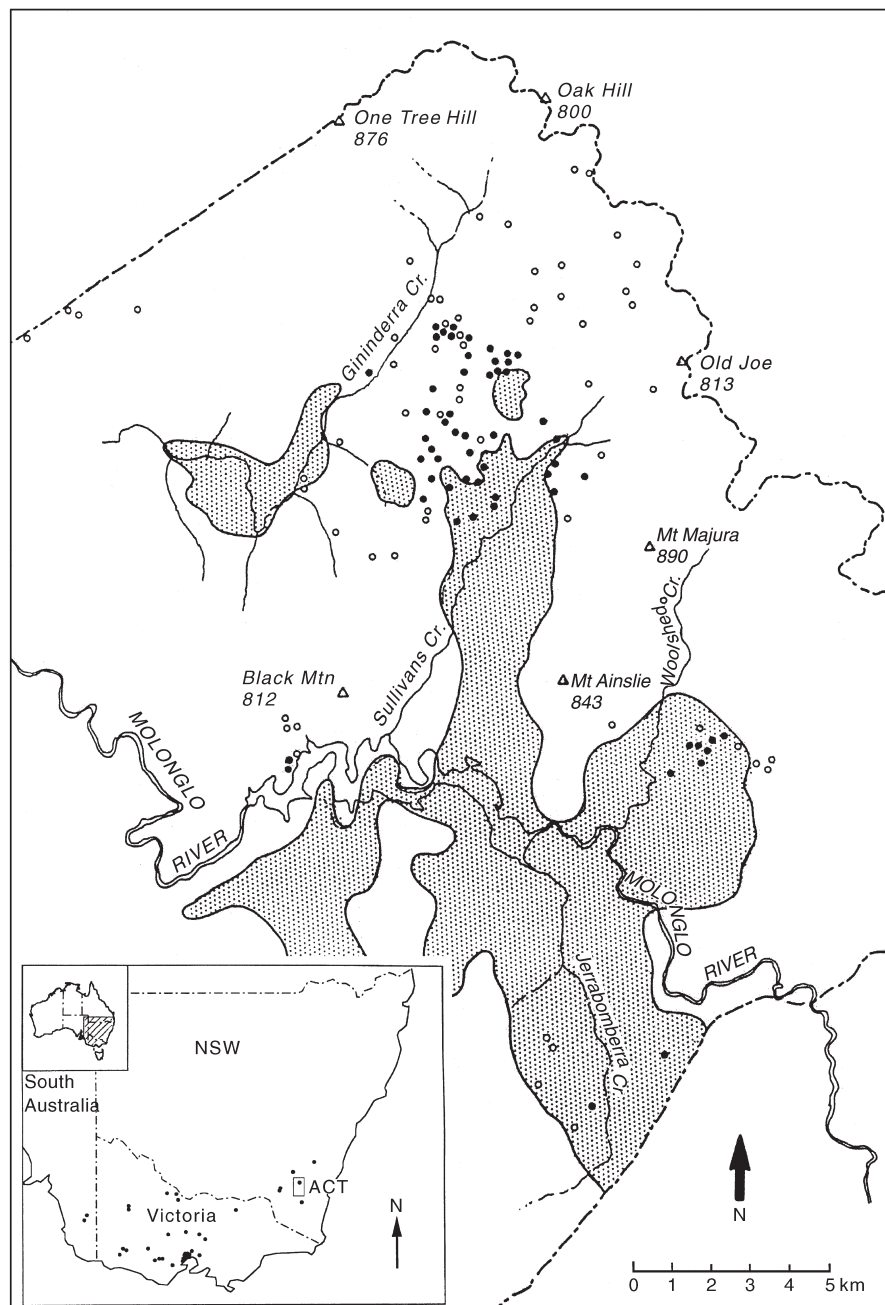 Oak Hill
800
One Tree Hill
876
Ginninderra Cr.
Old Joe
813
Mt Majura
890
Woolshed Cr.
Sullivans Cr.
Black Mtn
812
Mt Ainslie
843
MOLONGLO
RIVER
MOLONGLO
RIVER
Jerrabomberra Cr.
NSW
South
Australia
ACT
Victoria
N
N
0 1 2 3 4 5 km